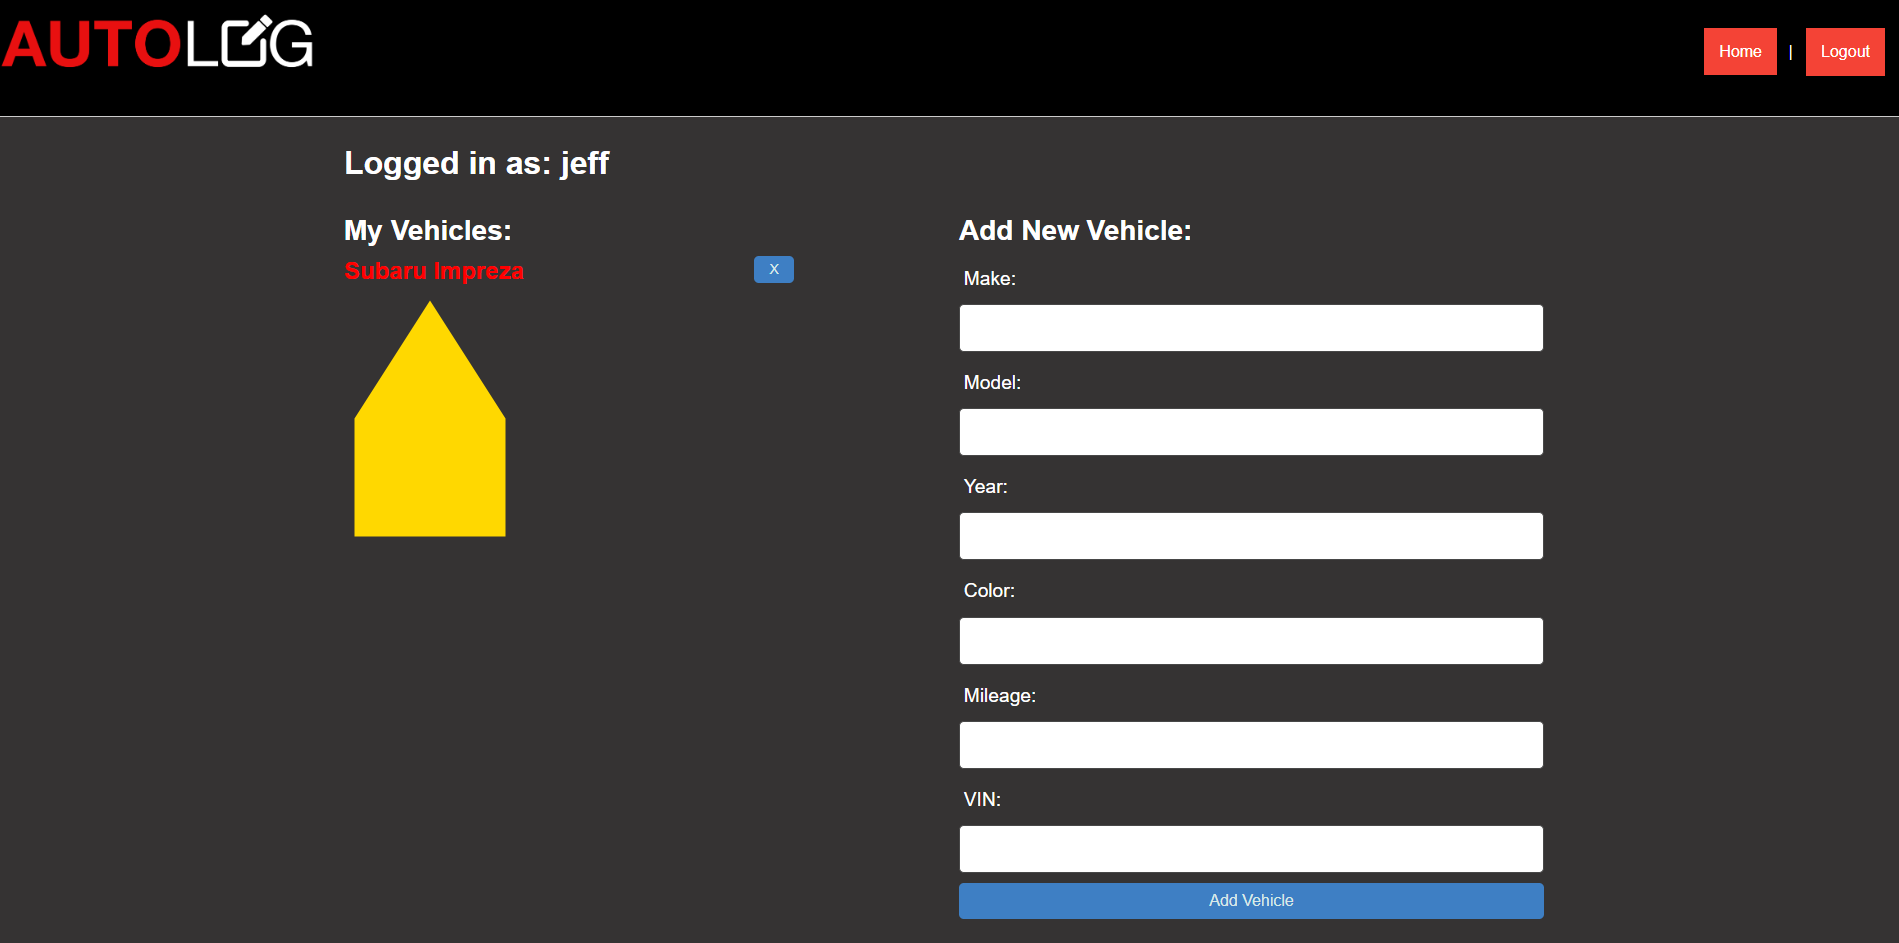 AUTOLOG
Home | Logout
Logged in as: jeff
My Vehicles:
Subaru Impreza X
Add New Vehicle:
Make:
Model:
Year:
Color:
Mileage:
VIN:
Add Vehicle